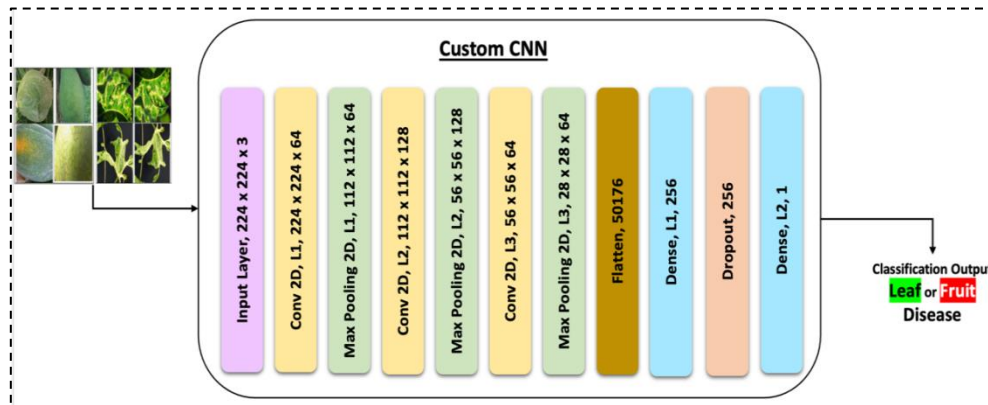 Custom CNN
Input Layer, 224 x 224 x 3
Conv 2D, L1, 224 x 224 x 64
Max Pooling 2D, L1, 112 x 112 x 64
Conv 2D, L2, 112 x 112 x 128
Max Pooling 2D, L2, 56 x 56 x 128
Conv 2D, L3, 56 x 56 x 64
Max Pooling 2D, L3, 28 x 28 x 64
Flatten, 50176
Dense, L1, 256
Dropout, 256
Dense, L2, 1
Classification Output
Leaf or Fruit
Disease